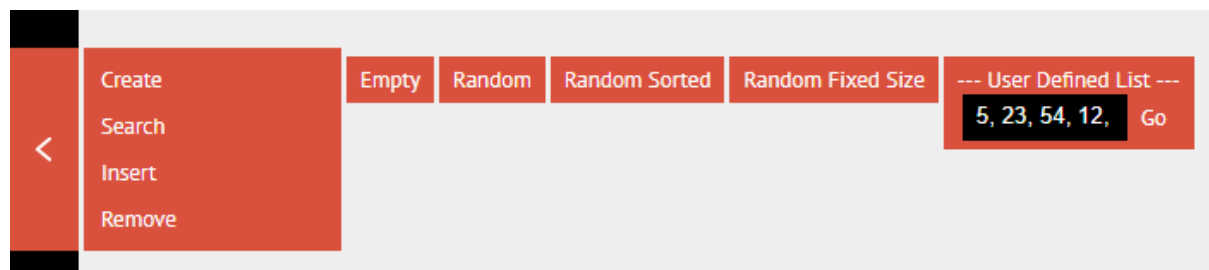 Create
Empty
Random
Random Sorted
Random Fixed Size
--- User Defined List ---
5, 23, 54, 12,
Go
Search
Insert
Remove